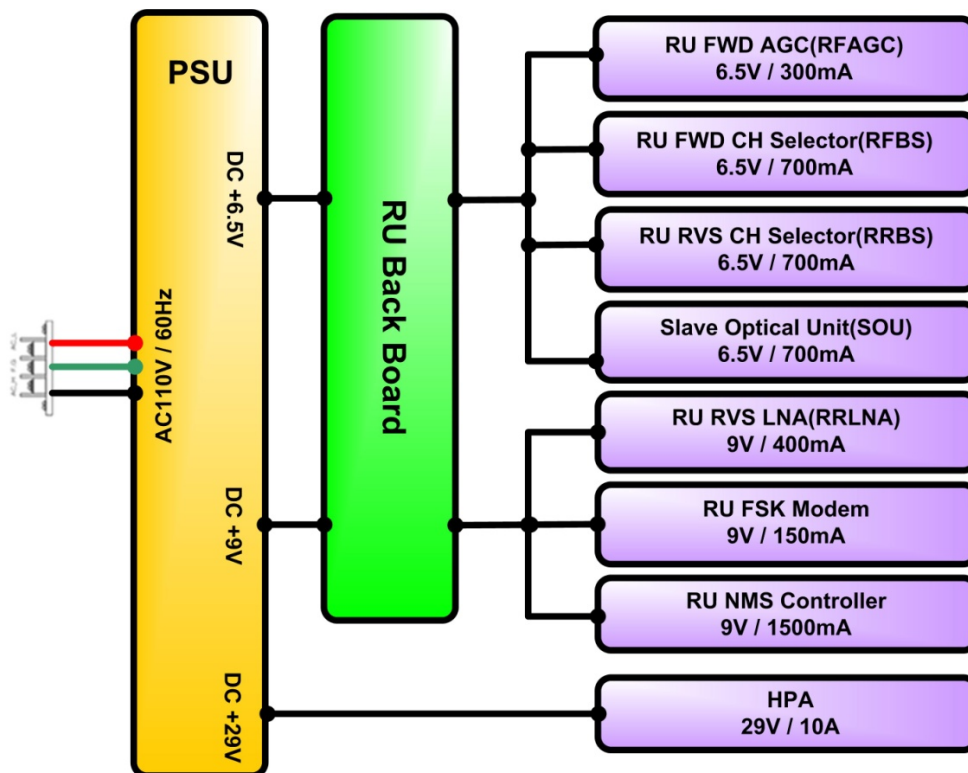 PSU
DC +6.5V
AC110V / 60Hz
DC +9V
DC +29V
RU Back Board
RU FWD AGC(RFAGC)
6.5V / 300mA
RU FWD CH Selector(RFBS)
6.5V / 700mA
RU RVS CH Selector(RRBS)
6.5V / 700mA
Slave Optical Unit(SOU)
6.5V / 700mA
RU RVS LNA(RRLNA)
9V / 400mA
RU FSK Modem
9V / 150mA
RU NMS Controller
9V / 1500mA
HPA
29V / 10A